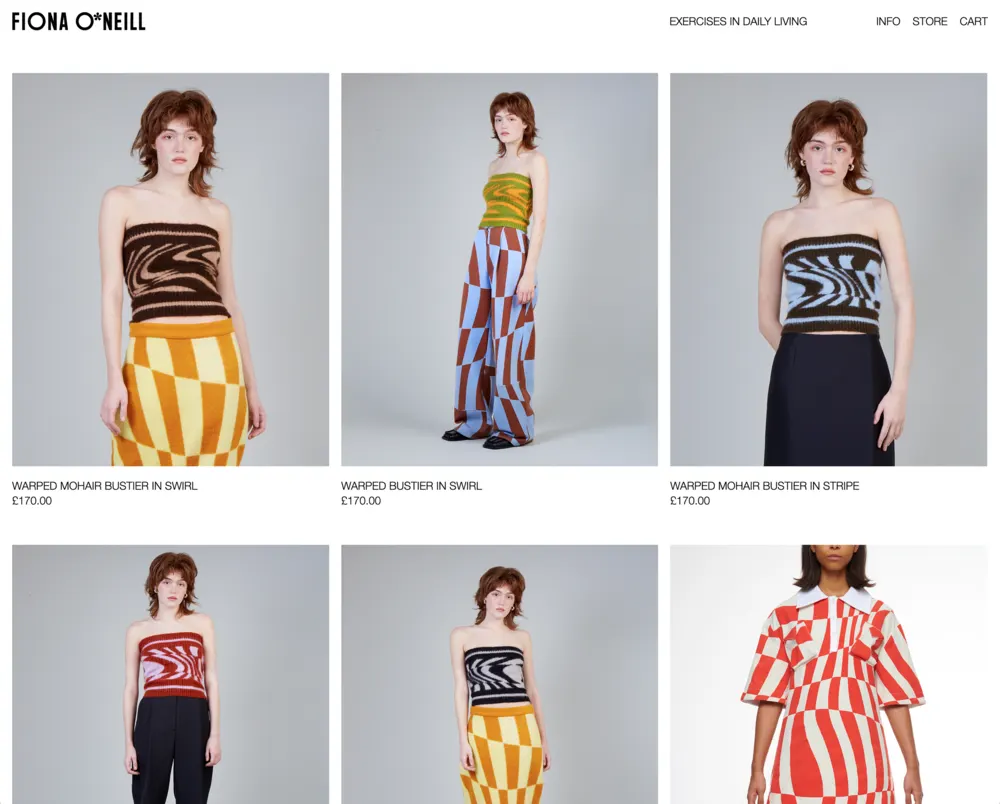 FIONA O*NEILL
EXERCISES IN DAILY LIVING
INFO
STORE
CART
WARPED MOHAIR BUSTIER IN SWIRL
£170.00
WARPED BUSTIER IN SWIRL
£170.00
WARPED MOHAIR BUSTIER IN STRIPE
£170.00